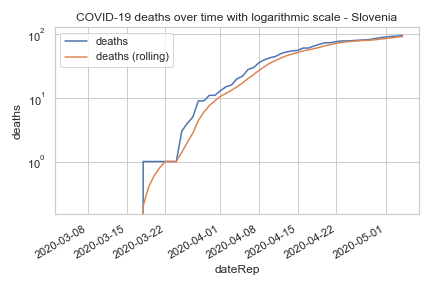 COVID-19 deaths over time with logarithmic scale - Slovenia
deaths
deaths (rolling)
10²
10¹
10⁰
deaths
2020-03-08
2020-03-15
2020-03-22
2020-04-01
2020-04-08
2020-04-15
2020-04-22
2020-05-01
dateRep